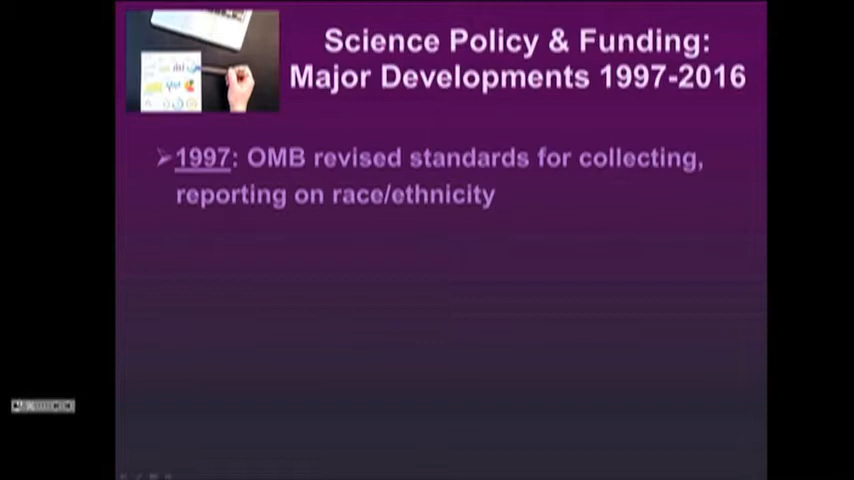 Science Policy & Funding:
Major Developments 1997-2016
➢1997: OMB revised standards for collecting,
reporting on race/ethnicity